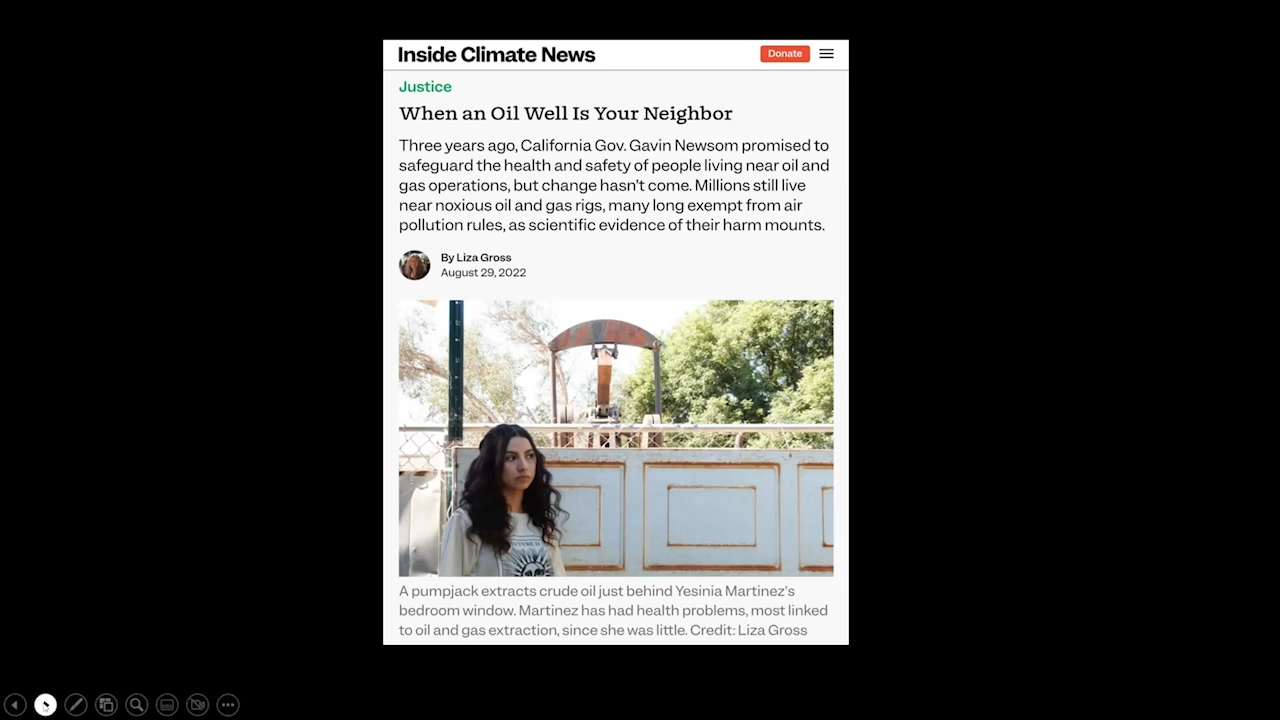 Inside Climate News
Donate
Justice
When an Oil Well Is Your Neighbor
Three years ago, California Gov. Gavin Newsom promised to
safeguard the health and safety of people living near oil and
gas operations, but change hasn't come. Millions still live
near noxious oil and gas rigs, many long exempt from air
pollution rules, as scientific evidence of their harm mounts.
By Liza Gross
August 29, 2022
A pumpjack extracts crude oil just behind Yesinia Martinez's
bedroom window. Martinez has had health problems, most linked
to oil and gas extraction, since she was little. Credit: Liza Gross